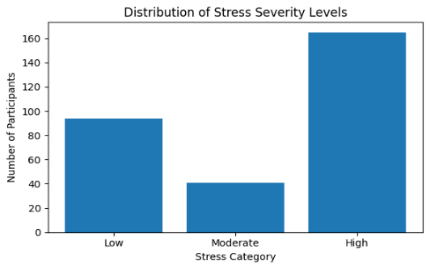 Distribution of Stress Severity Levels
Number of Participants
160
140
120
100
80
60
40
20
0
Low Moderate High
Stress Category